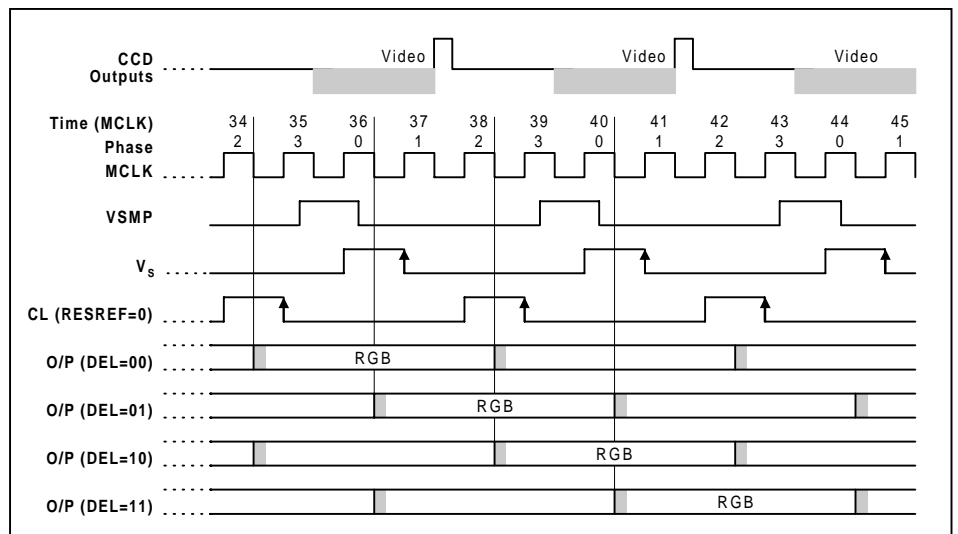 CCD Outputs ..... Video Video Video
Time (MCLK) 34 35 36 37 38 39 40 41 42 43 44 45
Phase 2 3 0 1 2 3 0 1 2 3 0 1
MCLK .....
VSMP
Vs .....
CL (RESREF=0) .....
O/P (DEL=00) ..... RGB
O/P (DEL=01) ..... RGB
O/P (DEL=10) ..... RGB
O/P (DEL=11) ..... RGB